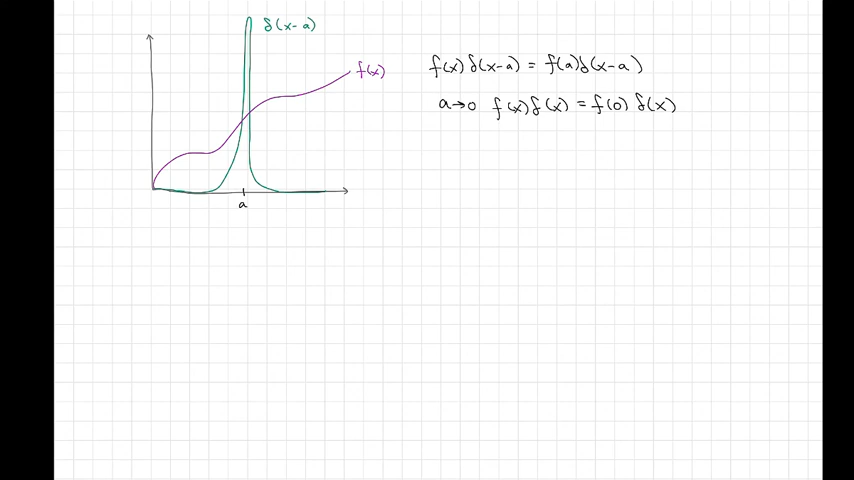 δ(x-a)
f(x)
a
f(x) δ(x-a) = f(a) δ(x-a)
a→0 f(x) δ(x) = f(0) δ(x)